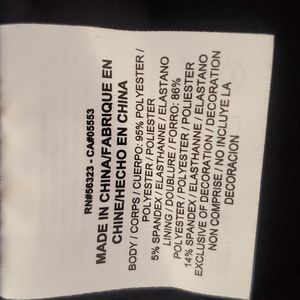 RN#56323 - CA#05553
MADE IN CHINA/FABRIQUE EN
CHINE/HECHO EN CHINA
BODY / CORPS / CUERPO: 95% POLYESTER /
POLYESTER / POLIESTER
5% SPANDEX / ELASTHANNE / ELASTANO
LINING / DOUBLURE / FORRO: 86%
POLYESTER / POLYESTER / POLIESTER
14% SPANDEX / ELASTHANNE / ELASTANO
EXCLUSIVE OF DECORATION / DECORATION
NON COMPRISE / NO INCLUYE LA
DECORACION